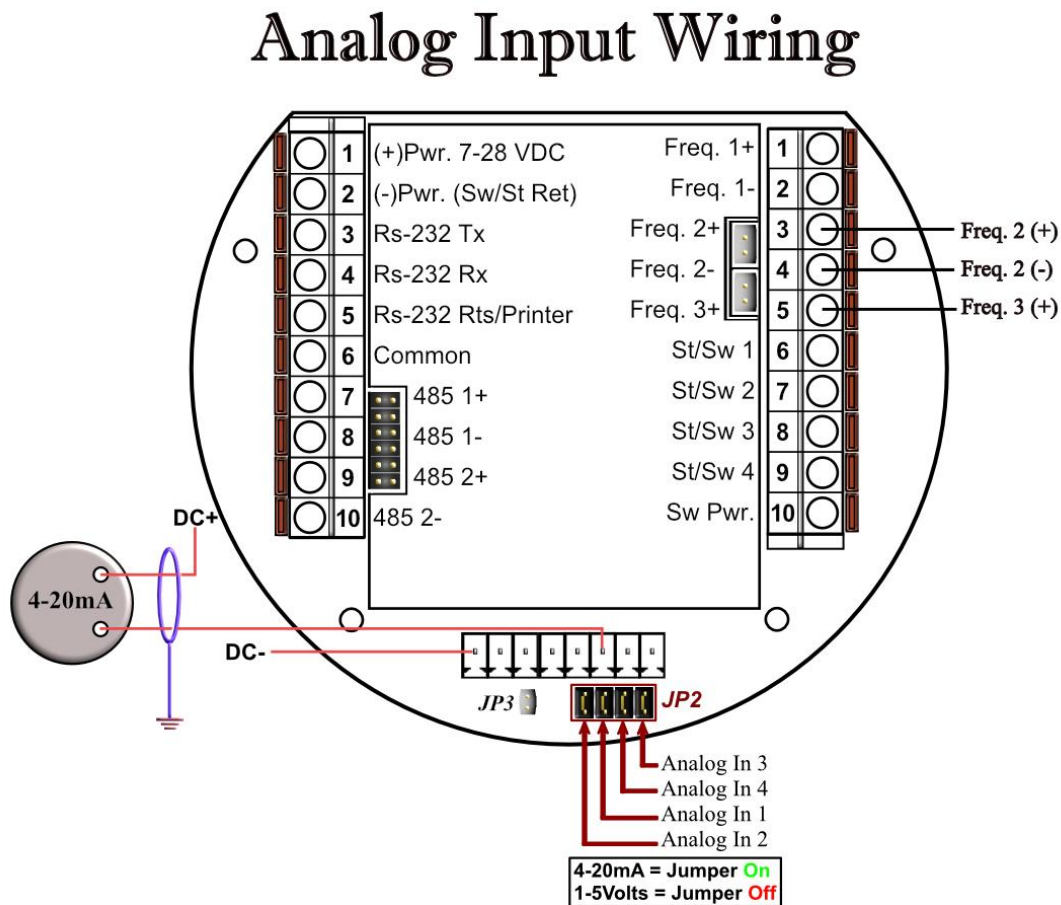 Analog Input Wiring
1 (+)Pwr. 7-28 VDC
2 (-)Pwr. (Sw/St Ret)
3 Rs-232 Tx
4 Rs-232 Rx
5 Rs-232 Rts/Printer
6 Common
7 485 1+
8 485 1-
9 485 2+
10 485 2-
Freq. 1+ 1
Freq. 1- 2
Freq. 2+ 3 Freq. 2 (+)
Freq. 2- 4 Freq. 2 (-)
Freq. 3+ 5 Freq. 3 (+)
St/Sw 1 6
St/Sw 2 7
St/Sw 3 8
St/Sw 4 9
Sw Pwr. 10
DC+
4-20mA
DC-
JP3
JP2
Analog In 3
Analog In 4
Analog In 1
Analog In 2
4-20mA = Jumper On
1-5Volts = Jumper Off